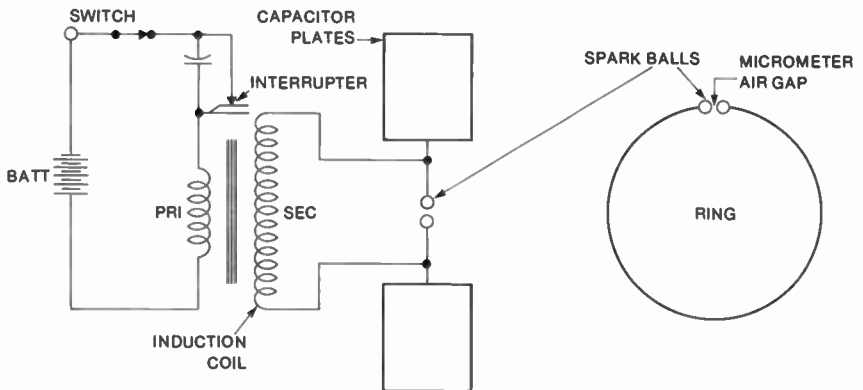 SWITCH
CAPACITOR
PLATES
SPARK BALLS
MICROMETER
AIR GAP
INTERRUPTER
BATT
PRI
SEC
RING
INDUCTION
COIL